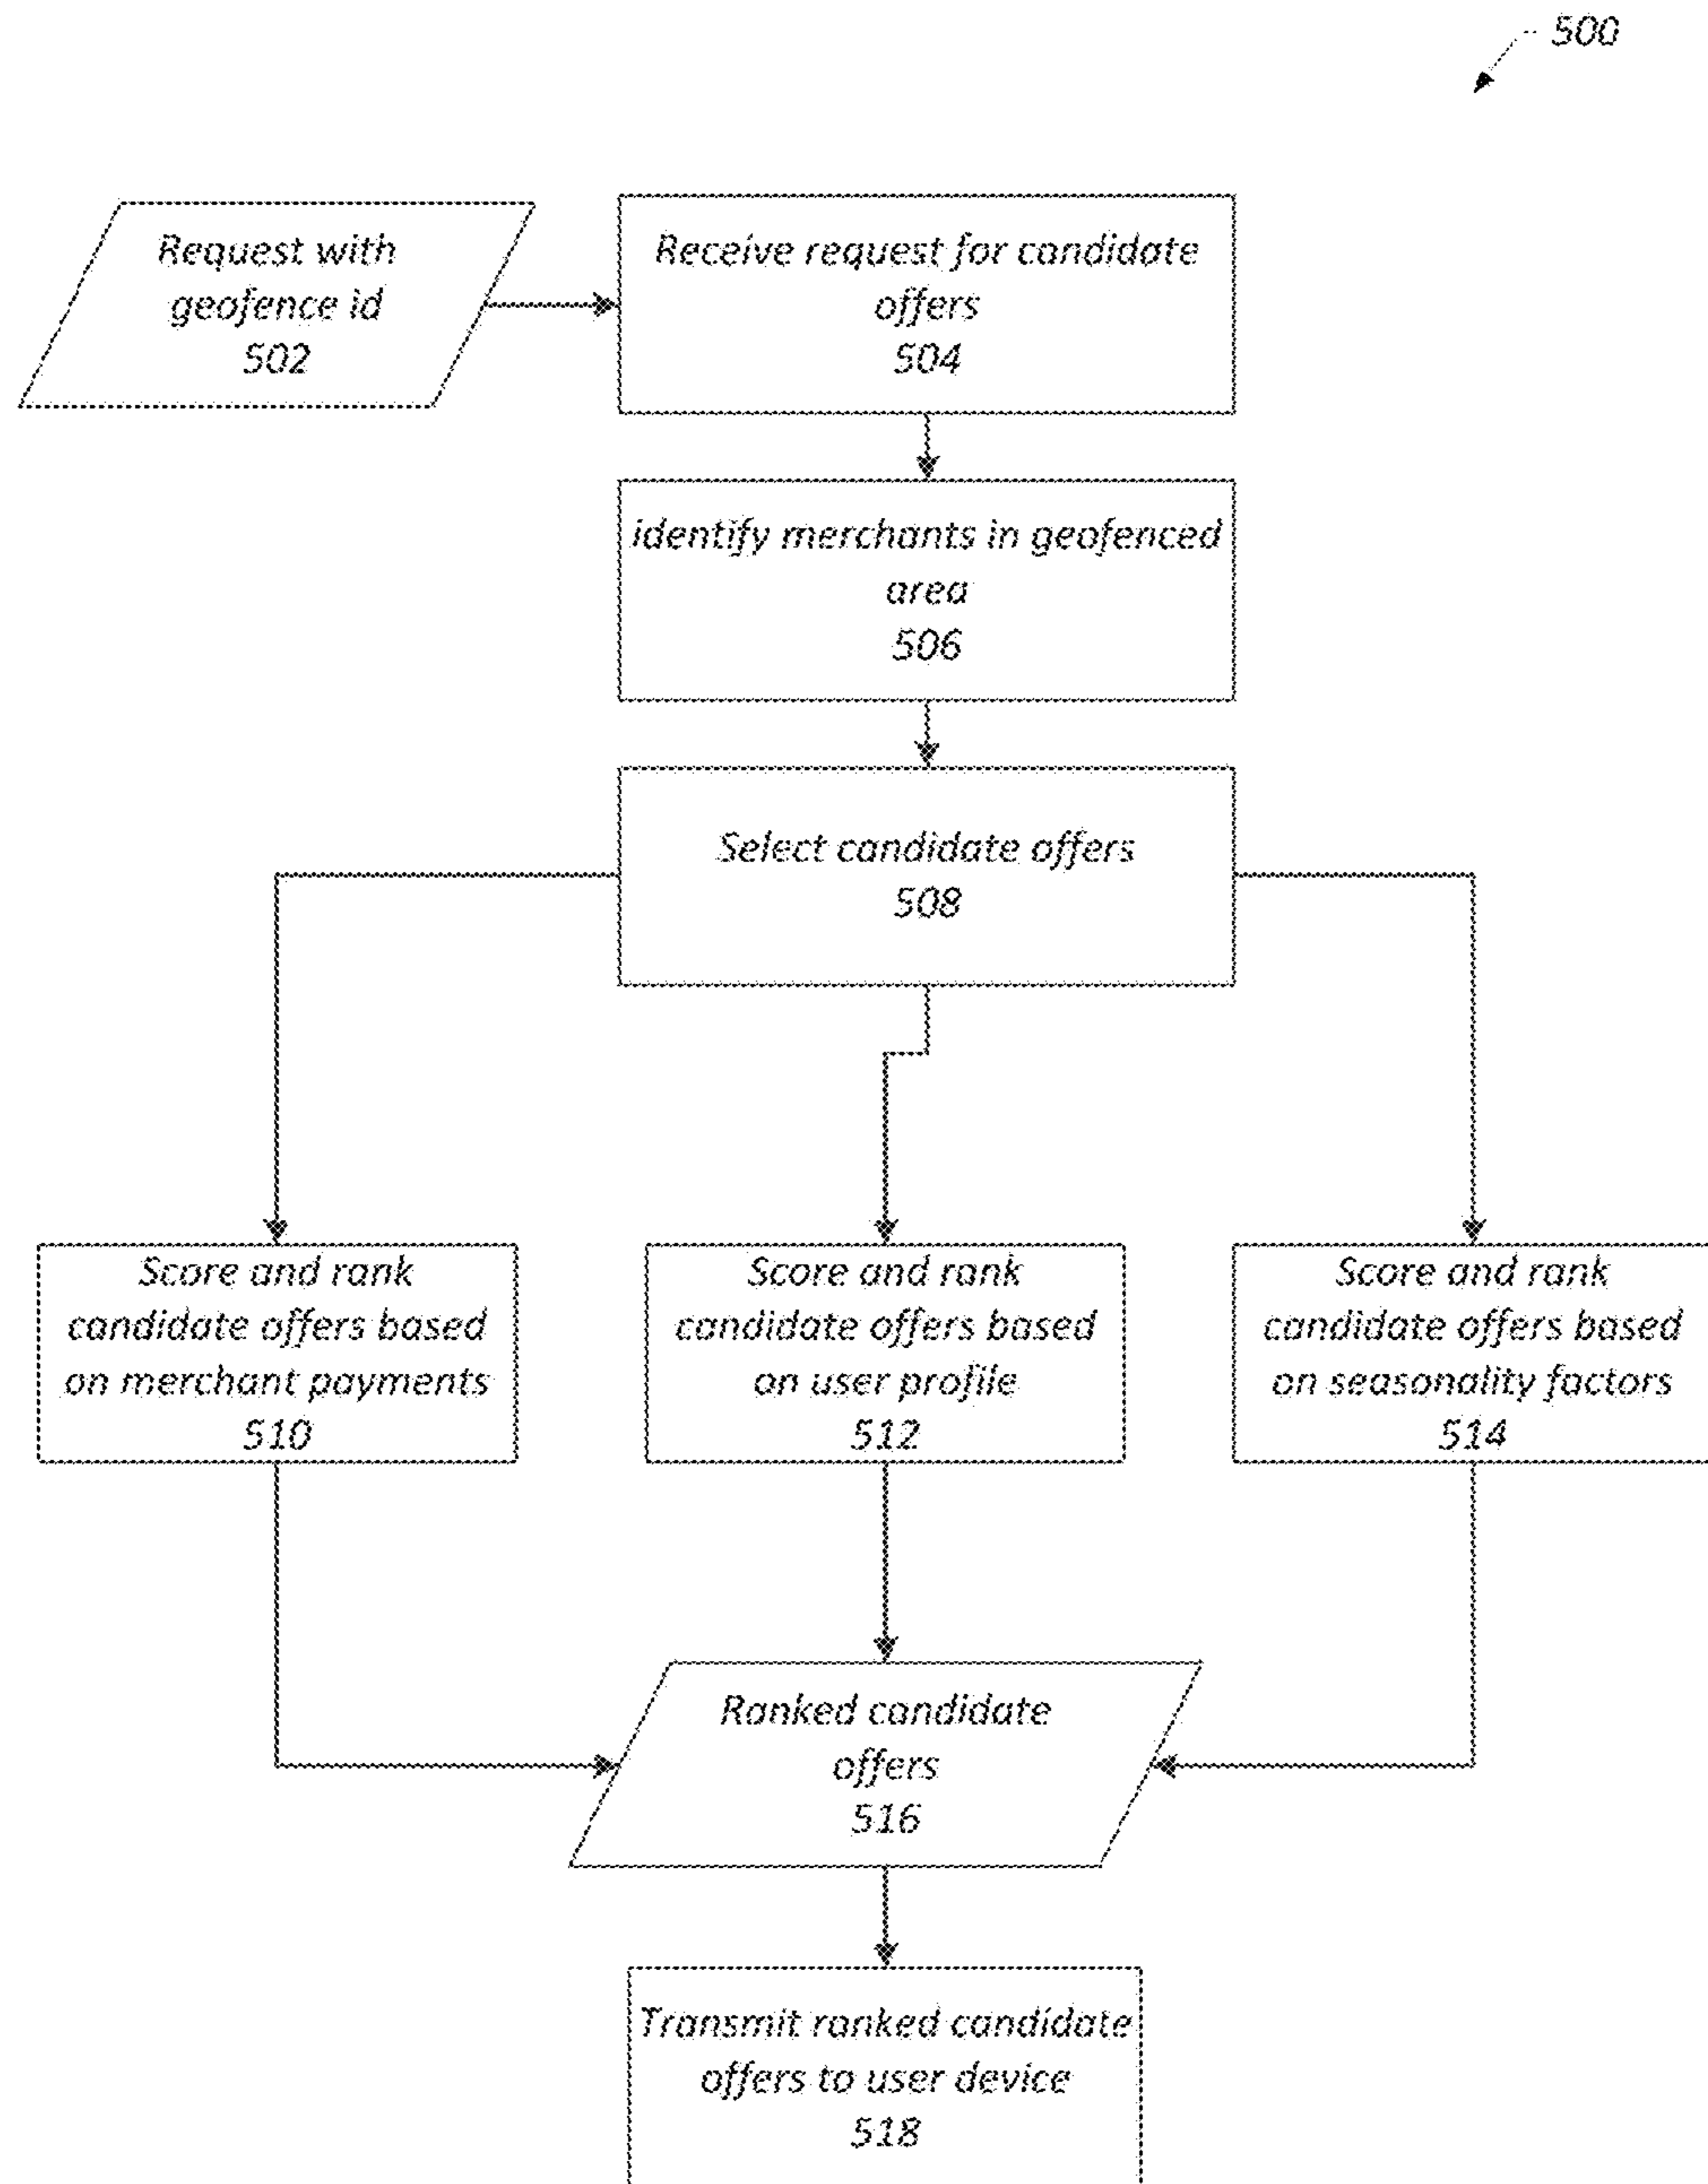 500
Request with
geofence id
502
Receive request for candidate
offers
504
identify merchants in geofenced
area
506
Select candidate offers
508
Score and rank
candidate offers based
on merchant payments
510
Score and rank
candidate offers based
on user profile
512
Score and rank
candidate offers based
on seasonality factors
514
Ranked candidate
offers
516
Transmit ranked candidate
offers to user device
518